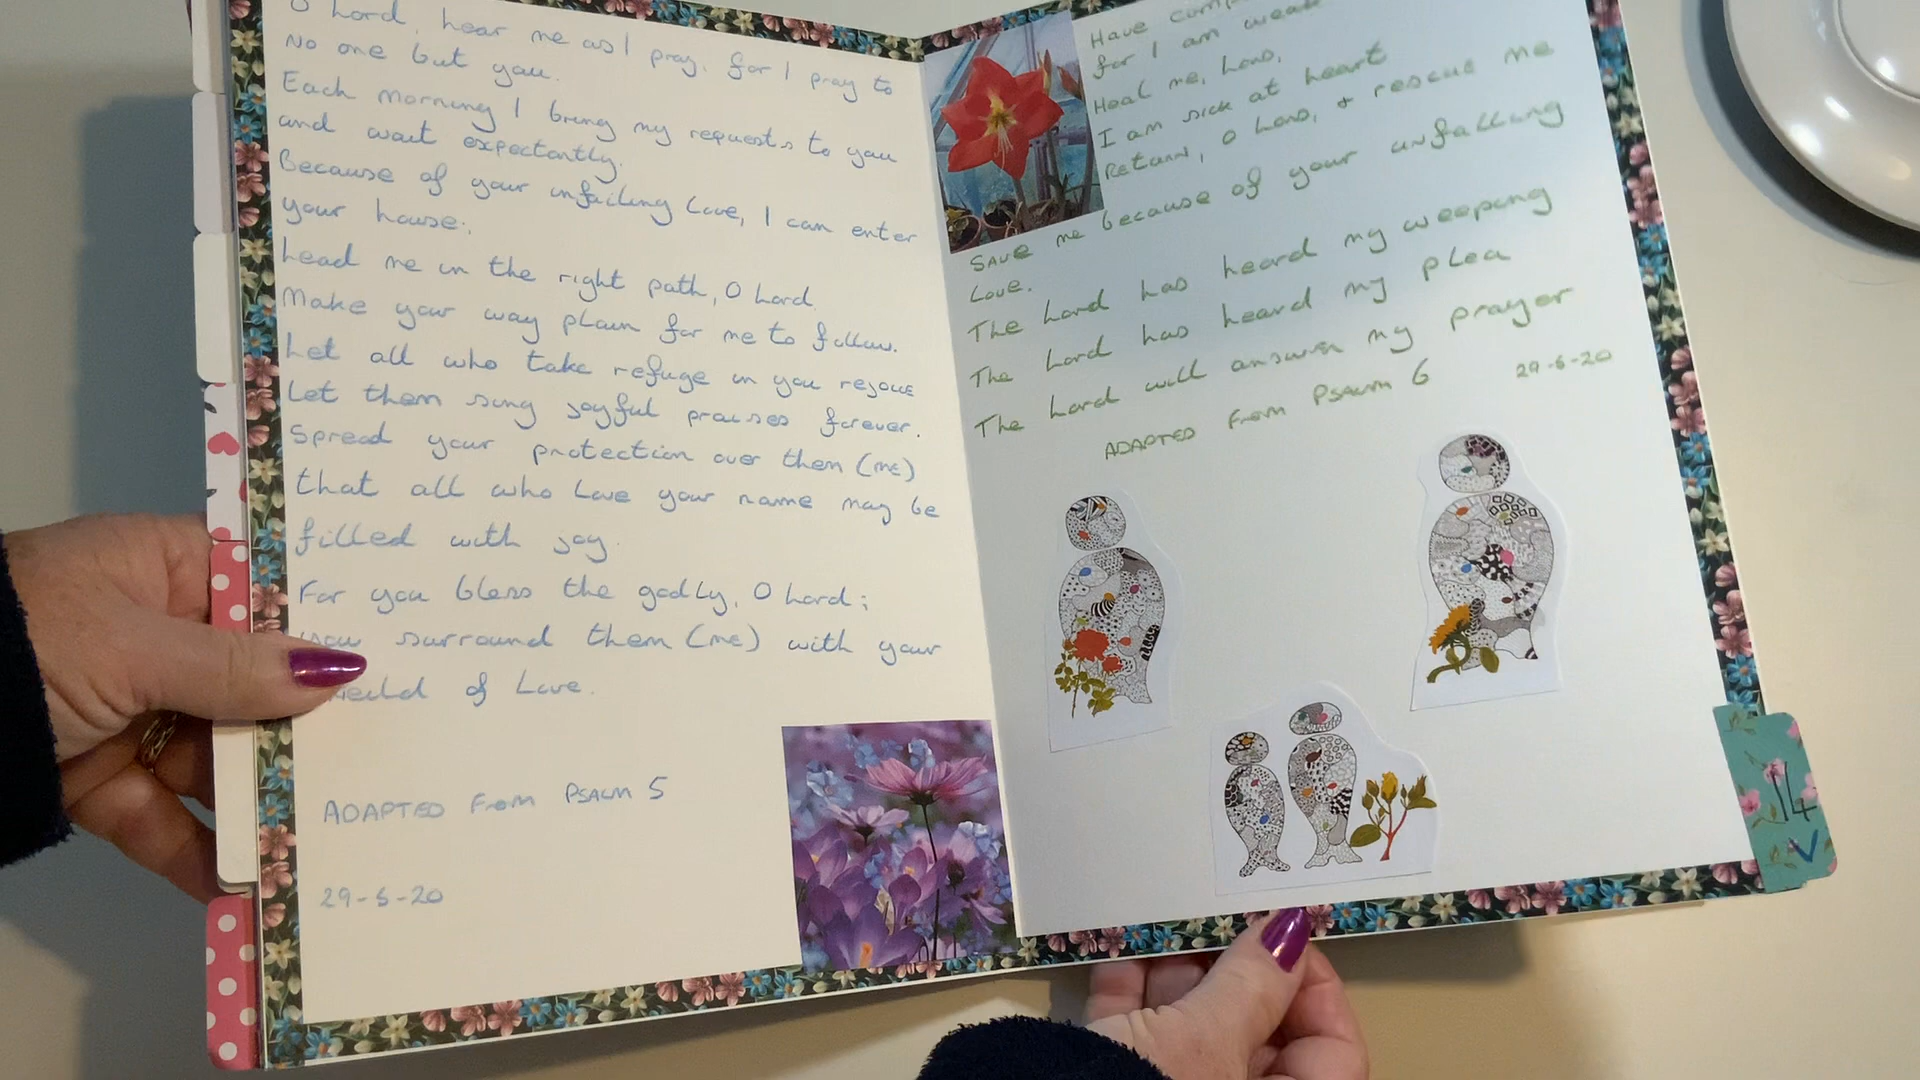 O Lord, hear me as I pray, for I pray to
no one but you.
Each morning I bring my requests to you
and wait expectantly.
Because of your unfailing Love, I can enter
your house;
Lead me in the right path, O Lord.
Make your way plain for me to follow.
Let all who take refuge in you rejoice
Let them sing joyful praises forever.
Spread your protection over them (ME)
that all who Love your name may be
filled with joy.
For you bless the godly, O Lord;
you surround them (ME) with your
of Love.
ADAPTED From PSALM 5
29-5-20
Have
for I am weak
Heal me, Lord,
I am sick at heart
Return, O Lord, & rescue me
Save me because of your unfailing
Love.
The Lord has heard my weeping
The Lord has heard my plea
The Lord will answer my prayer
ADAPTED From PSALM 6
29-5-20
14
V